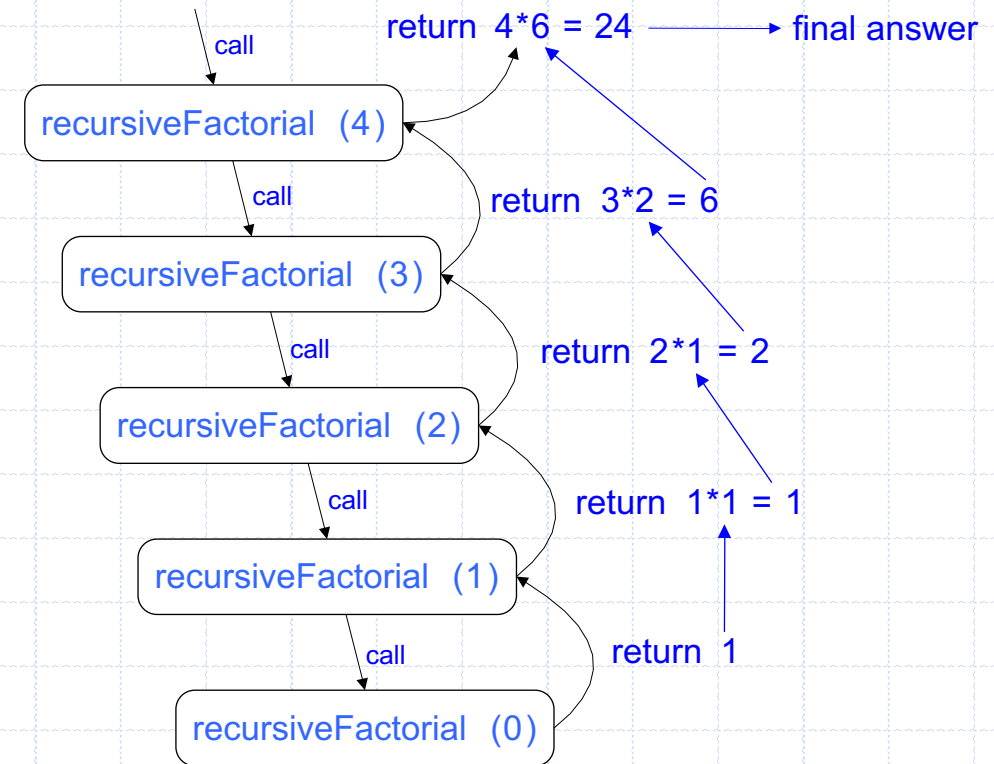 return 4*6 = 24 final answer
call
recursiveFactorial (4)
call
return 3*2 = 6
recursiveFactorial (3)
call
return 2*1 = 2
recursiveFactorial (2)
call
return 1*1 = 1
recursiveFactorial (1)
call
return 1
recursiveFactorial (0)